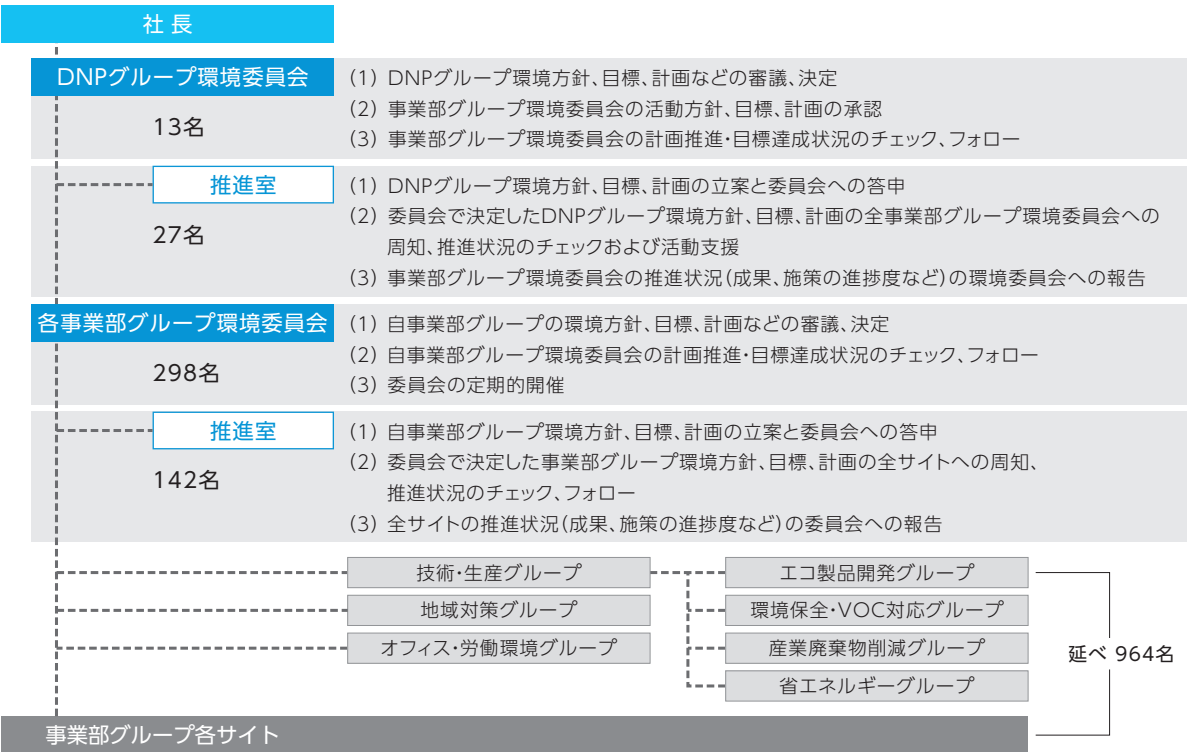 社 長
DNPグループ環境委員会
13名
(1) DNPグループ環境方針、目標、計画などの審議、決定
(2) 事業部グループ環境委員会の活動方針、目標、計画の承認
(3) 事業部グループ環境委員会の計画推進・目標達成状況のチェック、フォロー
推進室
27名
(1) DNPグループ環境方針、目標、計画の立案と委員会への答申
(2) 委員会で決定したDNPグループ環境方針、目標、計画の全事業部グループ環境委員会への
周知、推進状況のチェックおよび活動支援
(3) 事業部グループ環境委員会の推進状況(成果、施策の進捗度など)の環境委員会への報告
各事業部グループ環境委員会
298名
(1) 自事業部グループの環境方針、目標、計画などの審議、決定
(2) 自事業部グループ環境委員会の計画推進・目標達成状況のチェック、フォロー
(3) 委員会の定期的開催
推進室
142名
(1) 自事業部グループ環境方針、目標、計画の立案と委員会への答申
(2) 委員会で決定した事業部グループ環境方針、目標、計画の全サイトへの周知、
推進状況のチェック、フォロー
(3) 全サイトの推進状況(成果、施策の進捗度など)の委員会への報告
技術・生産グループ
地域対策グループ
オフィス・労働環境グループ
エコ製品開発グループ
環境保全・VOC対応グループ
産業廃棄物削減グループ
省エネルギーグループ
延べ 964名
事業部グループ各サイト